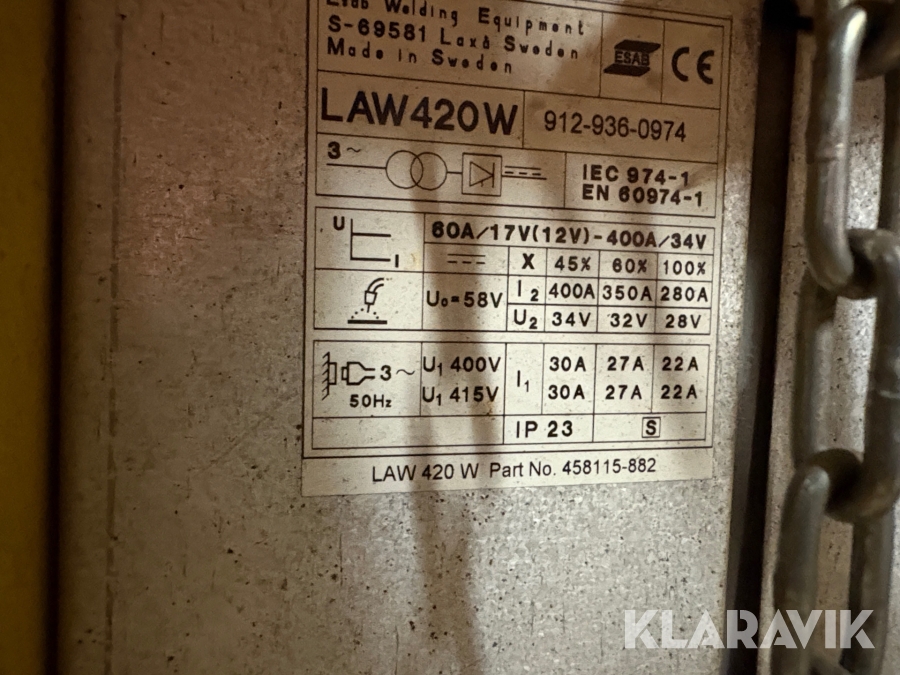 Esab Welding Equipment
S-69581 Laxå Sweden
Made in Sweden
ESAB
CE
LAW420W
912-936-0974
3~
IEC 974-1
EN 60974-1
U
I
60A/17V(12V)-400A/34V
X 45% 60% 100%
U₀=58V
I₂ 400A 350A 280A
U₂ 34V 32V 28V
3~
50Hz
U₁ 400V
U₁ 415V
I₁
30A 27A 22A
30A 27A 22A
IP 23
S
LAW 420 W Part No. 458115-882
KLARAVIK